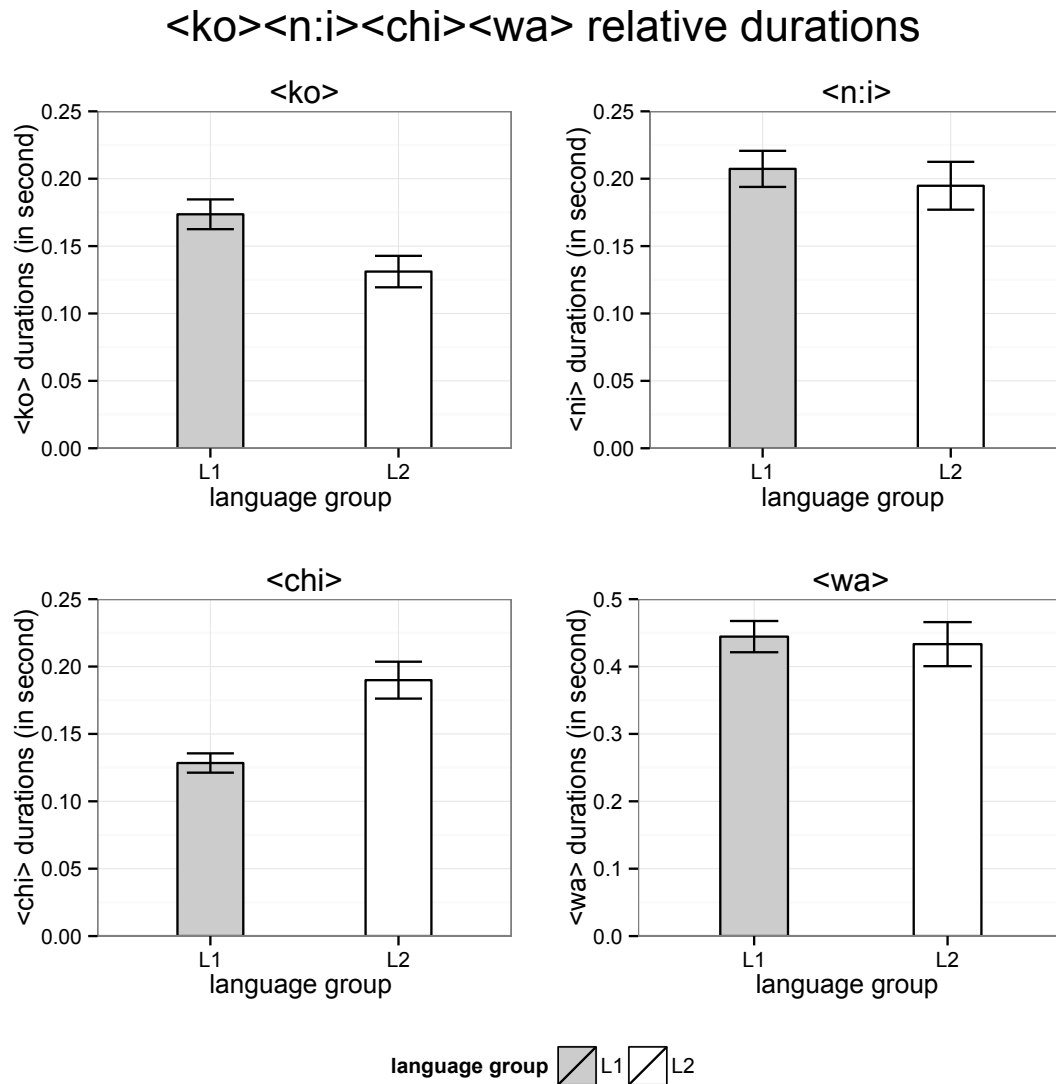 <ko><n:i><chi><wa> relative durations
<ko>
<ko> durations (in second)
0.25
0.20
0.15
0.10
0.05
0.00
L1 L2
language group
<n:i>
<ni> durations (in second)
0.25
0.20
0.15
0.10
0.05
0.00
L1 L2
language group
<chi>
<chi> durations (in second)
0.25
0.20
0.15
0.10
0.05
0.00
L1 L2
language group
<wa>
<wa> durations (in second)
0.5
0.4
0.3
0.2
0.1
0.0
L1 L2
language group
language group L1 L2